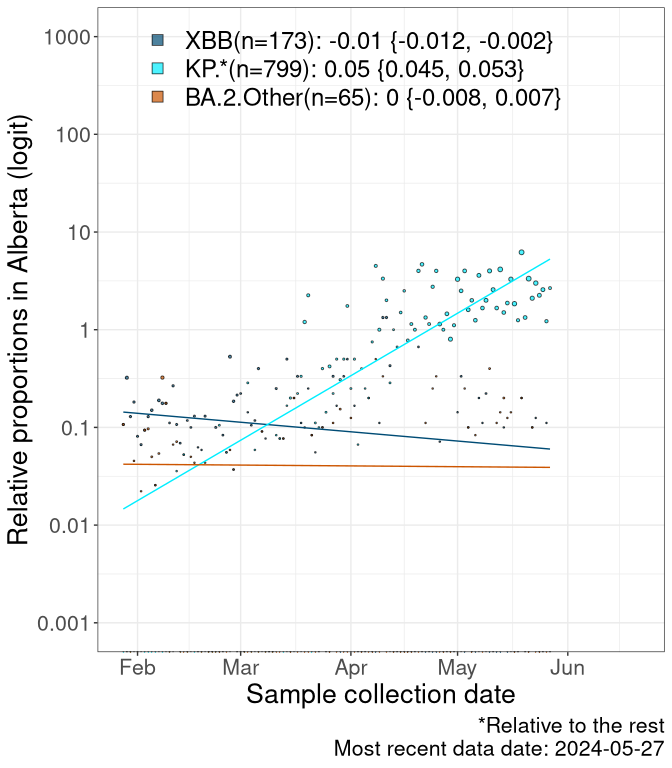 XBB(n=173): -0.01 {-0.012, -0.002}
KP.*(n=799): 0.05 {0.045, 0.053}
BA.2.Other(n=65): 0 {-0.008, 0.007}
Relative proportions in Alberta (logit)
1000
100
10
1
0.1
0.01
0.001
Feb Mar Apr May Jun
Sample collection date
*Relative to the rest
Most recent data date: 2024-05-27